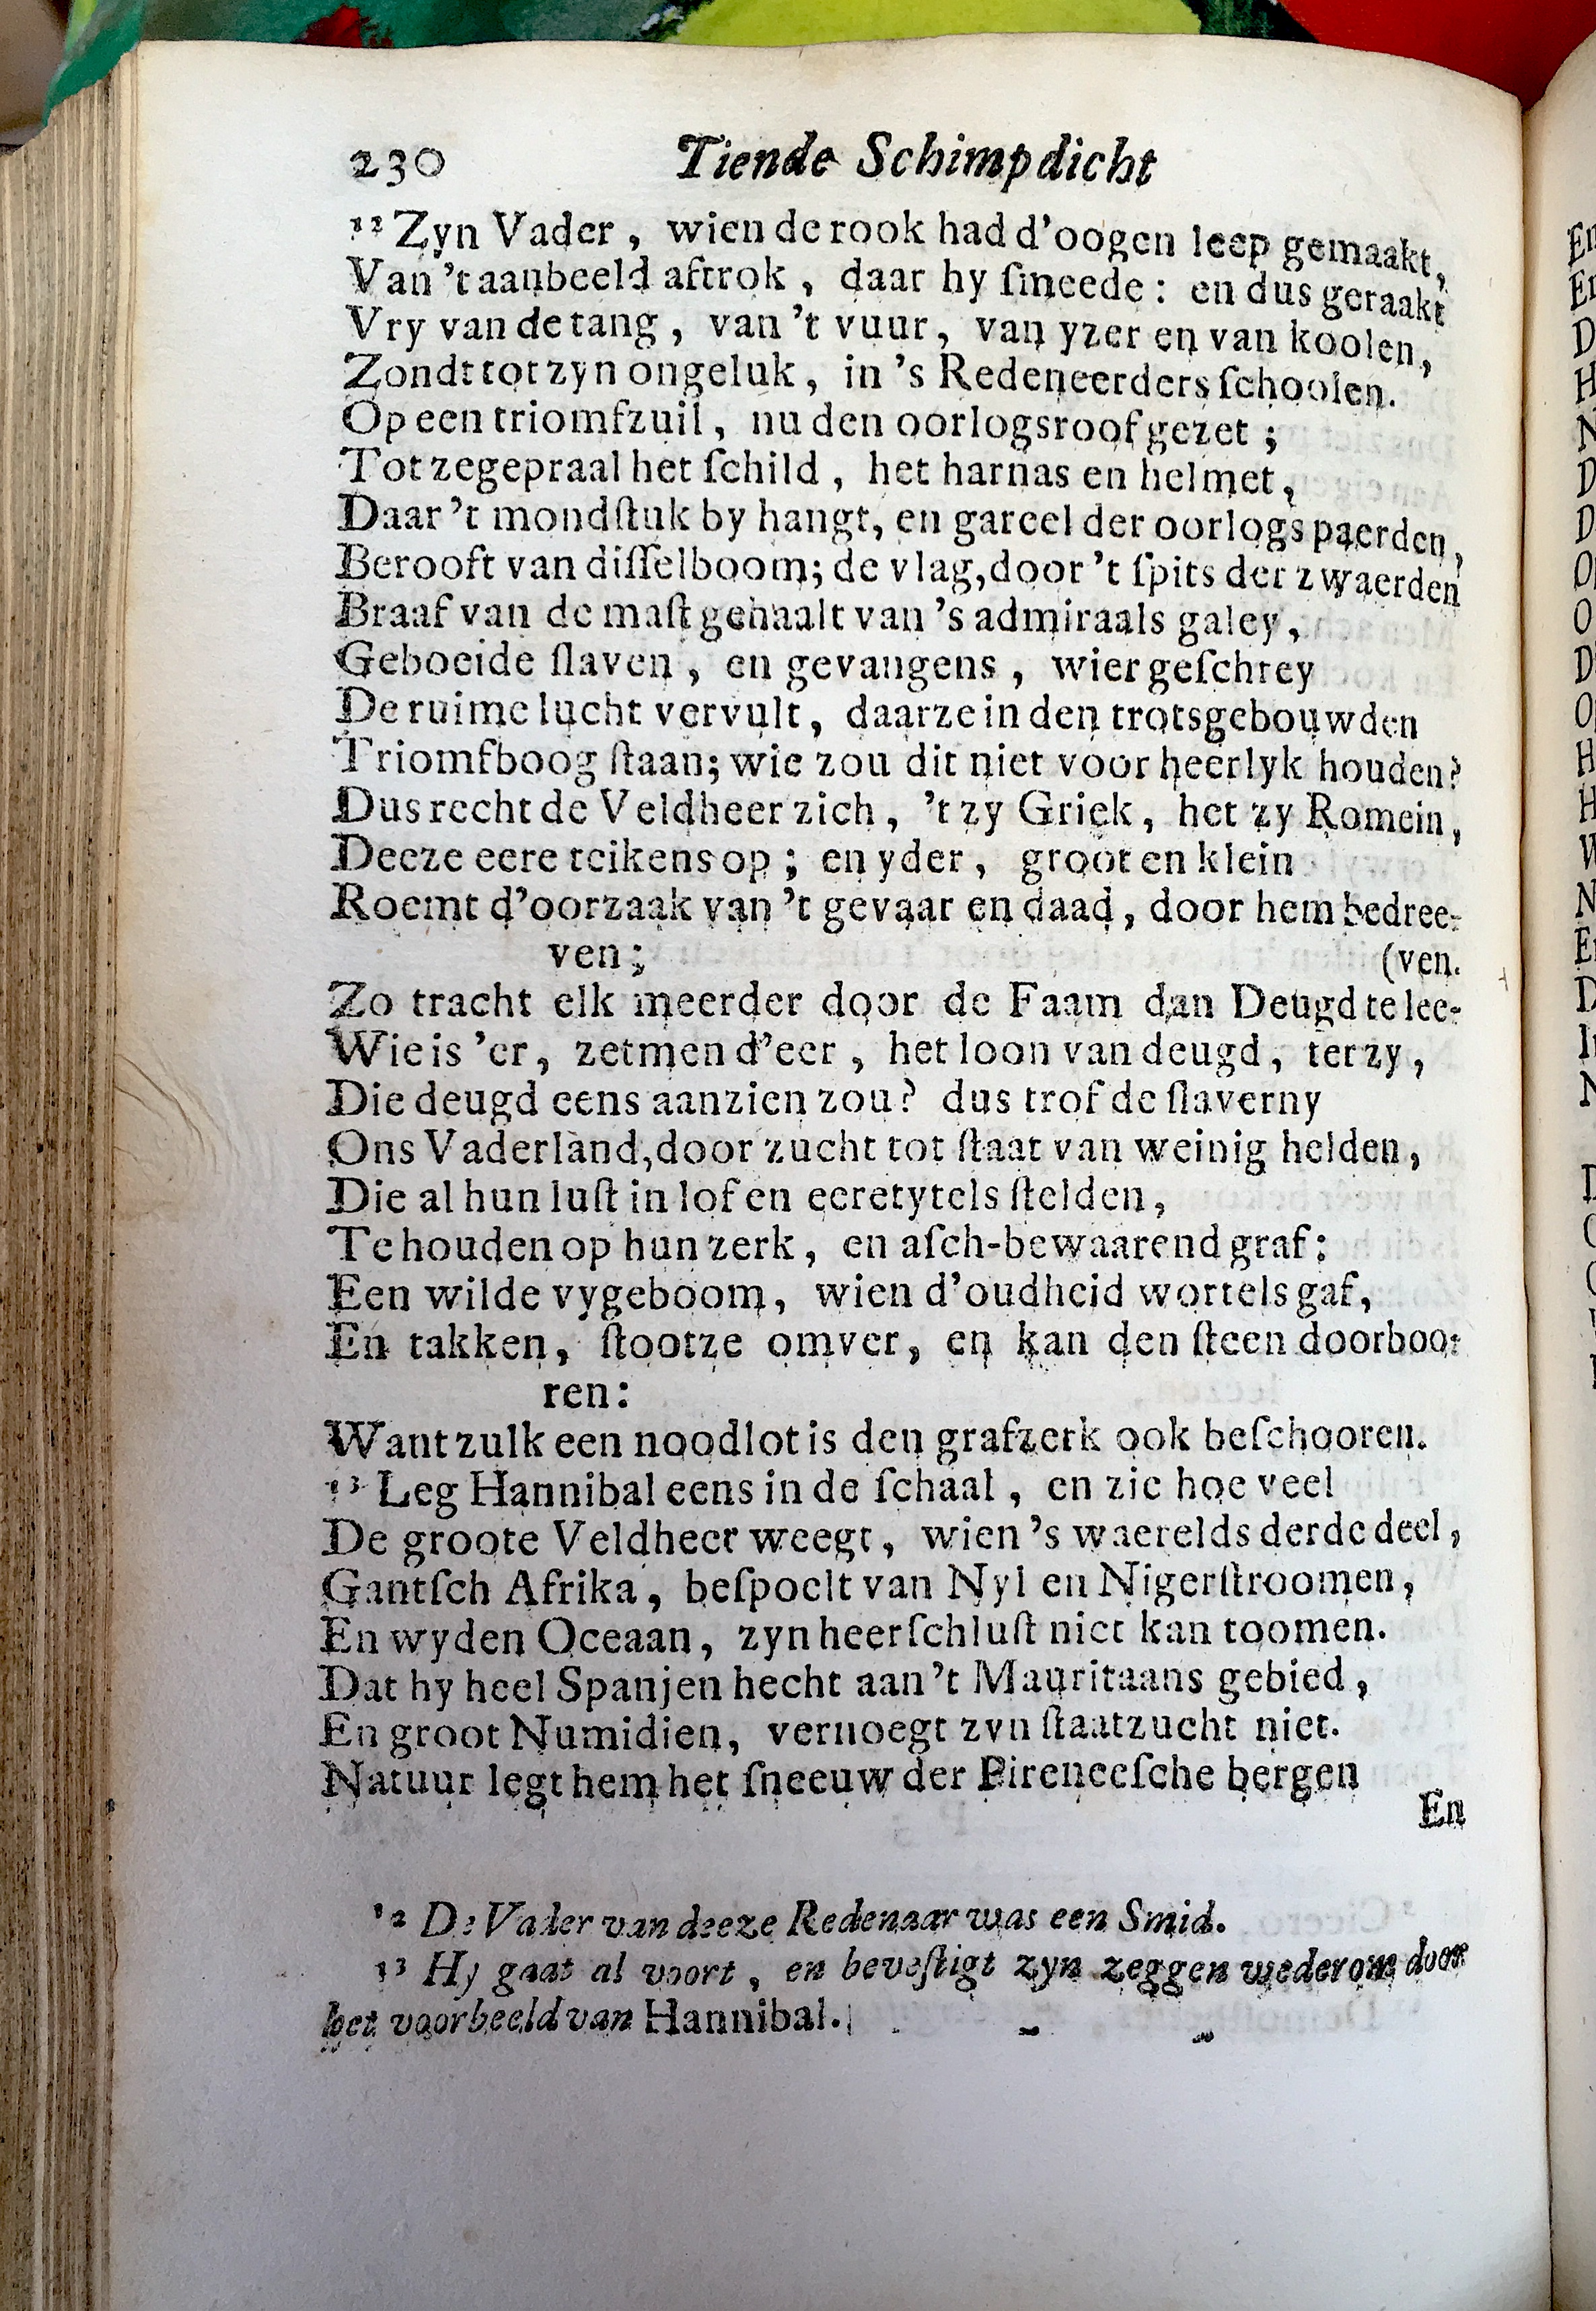 230 Tiende Schimpdicht
¹² Zyn Vader, wien de rook had d'oogen leep gemaakt,
Van 't aanbeeld aftrok, daar hy ſmeede: en dus geraakt
Vry van de tang, van 't vuur, van yzer en van koolen,
Zondt tot zyn ongeluk, in 's Redeneerders ſchoolen.
Op een triomfzuil, nu den oorlogsroof gezet;
Tot zegepraal het ſchild, het harnas en helmet,
Daar 't mondſtuk by hangt, en gareel der oorlogspaerden,
Berooft van diſſelboom; de vlag, door 't ſpits der zwaerden
Braaf van de maſt gehaalt van 's admiraals galey,
Geboeide ſlaven, en gevangens, wier geſchrey
De ruime lucht vervult, daarze in den trotsgebouwden
Triomfboog ſtaan; wie zou dit niet voor heerlyk houden?
Dus recht de Veldheer zich, 't zy Griek, het zy Romein,
Deeze eere teikens op; en yder, groot en klein
Roemt d'oorzaak van 't gevaar en daad, door hem bedree-
ven; (ven.
Zo tracht elk meerder door de Faam dan Deugd te lee-
Wie is 'er, zetmen d'eer, het loon van deugd, ter zy,
Die deugd eens aanzien zou? dus trof de ſlaverny
Ons Vaderland, door zucht tot ſtaat van weinig helden,
Die al hun luſt in lof en eeretytels ſtelden,
Te houden op hun zerk, en aſch-bewaarend graf:
Een wilde vygeboom, wien d'oudheid wortels gaf,
En takken, ſtootze omver, en kan den ſteen doorboo-
ren:
Want zulk een noodlot is den grafzerk ook beſchooren.
¹³ Leg Hannibal eens in de ſchaal, en zie hoe veel
De groote Veldheer weegt, wien 's waerelds derde deel,
Gantſch Afrika, beſpoelt van Nyl en Nigerſtroomen,
En wyden Oceaan, zyn heerſchluſt niet kan toomen.
Dat hy heel Spanjen hecht aan 't Mauritaans gebied,
En groot Numidien, vernoegt zyn ſtaatzucht niet.
Natuur legt hem het ſneeuw der Pireneeſche bergen
En
¹² De Vader van deeze Redenaar was een Smid.
¹³ Hy gaat al voort, en beveſtigt zyn zeggen wederom door
het voorbeeld van Hannibal.